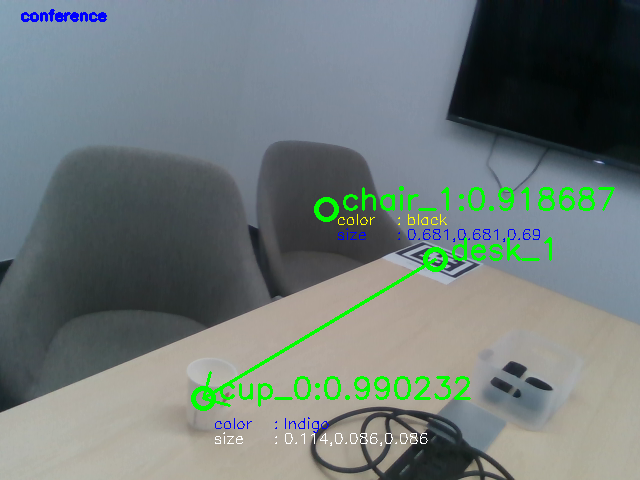 conference
chair_1:0.918687
color : black
size : 0.681,0.681,0.69
desk_1
cup_0:0.990232
color : Indigo
size : 0.114,0.086,0.086